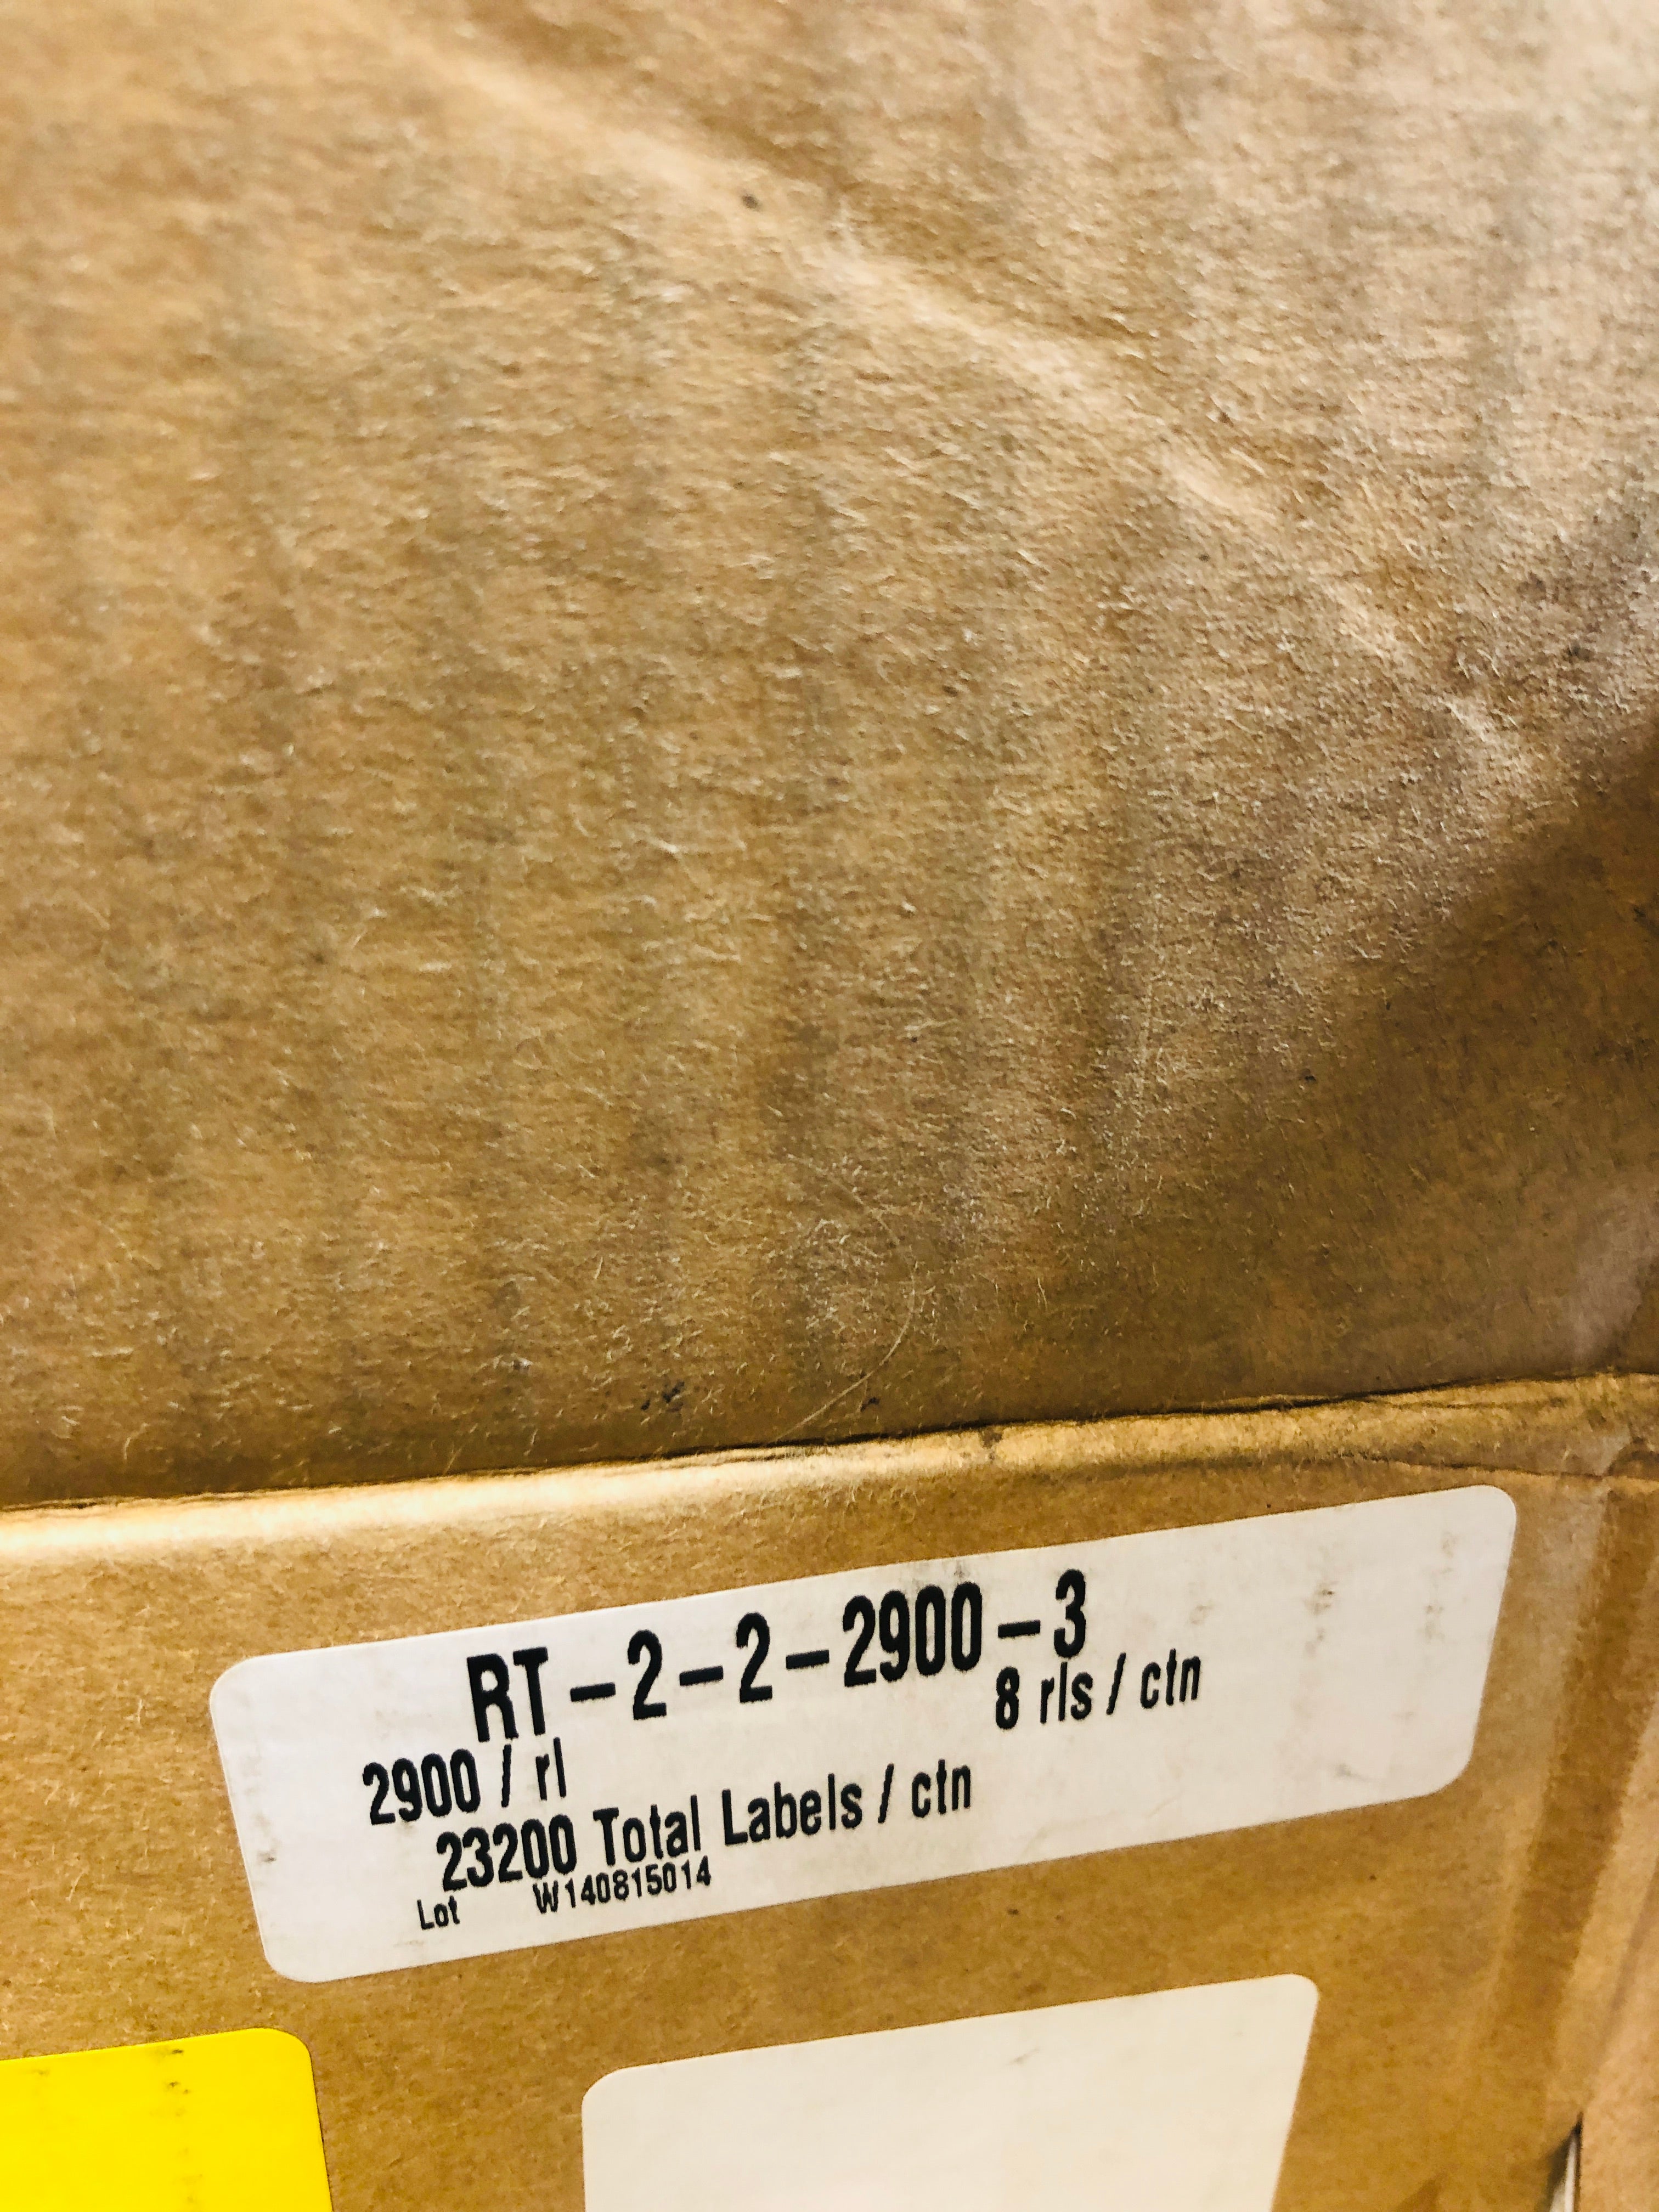 RT-2-2-2900-3
8 rls / ctn
2900 / rl
23200 Total Labels / ctn
Lot W140815014